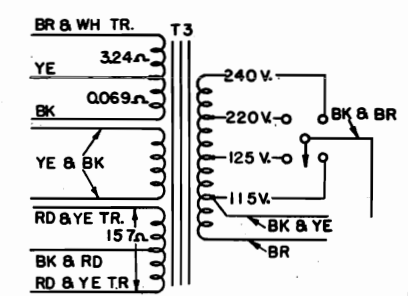 BR & WH TR.
T3
3.24Ω
YE
240 V.
0.069Ω
BK
220 V.
BK & BR
YE & BK
125 V.
115 V.
RD & YE TR.
BK & YE
157Ω
BR
BK & RD
RD & YE T.R